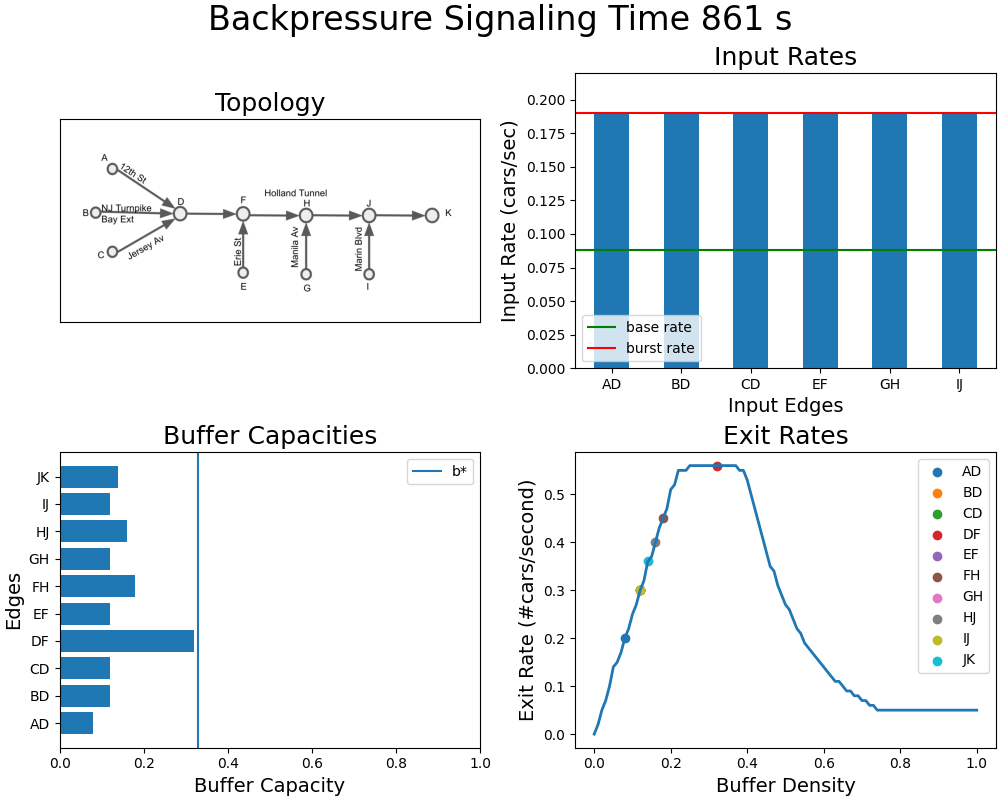 Backpressure Signaling Time 861 s
Topology
A
12th St
B
NJ Turnpike
Bay Ext
C
Jersey Av
D
F
Holland Tunnel
H
J
K
Erie St
Manila Av
Marin Blvd
E
G
I
Input Rates
Input Rate (cars/sec)
0.200
0.175
0.150
0.125
0.100
0.075
0.050
0.025
0.000
base rate
burst rate
AD
BD
CD
EF
GH
IJ
Input Edges
Buffer Capacities
Edges
JK
IJ
HJ
GH
FH
EF
DF
CD
BD
AD
b*
0.0
0.2
0.4
0.6
0.8
1.0
Buffer Capacity
Exit Rates
Exit Rate (#cars/second)
0.5
0.4
0.3
0.2
0.1
0.0
AD
BD
CD
DF
EF
FH
GH
HJ
IJ
JK
0.0
0.2
0.4
0.6
0.8
1.0
Buffer Density